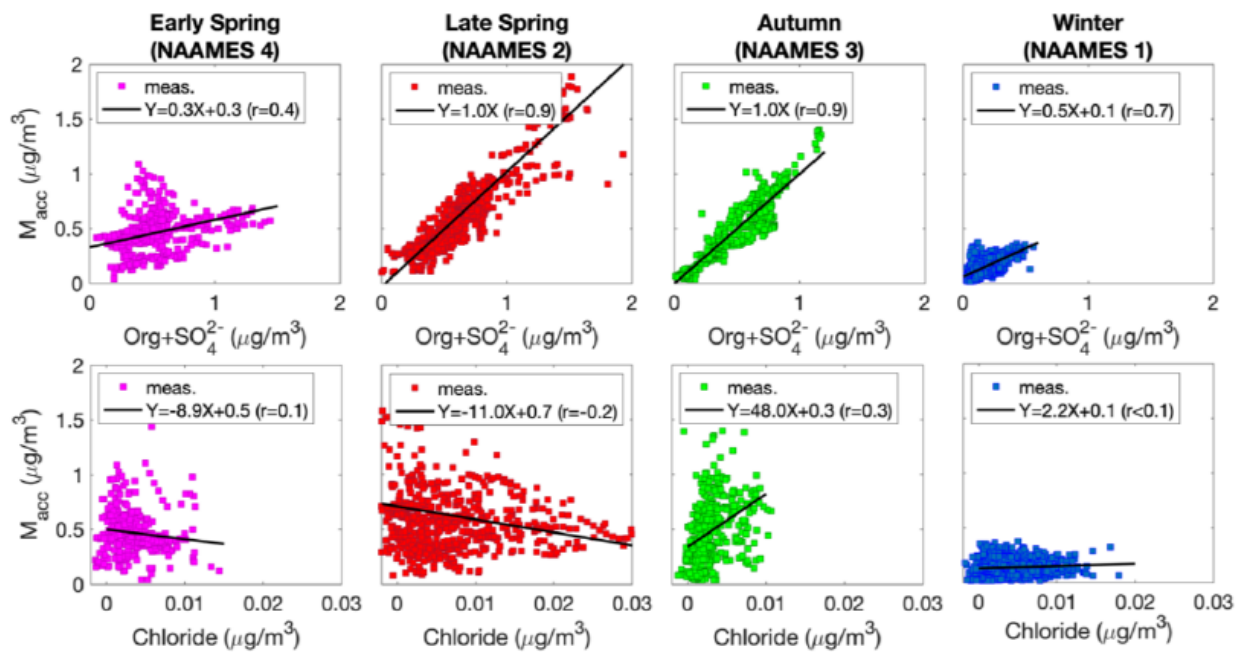 Early Spring
(NAAMES 4)
Late Spring
(NAAMES 2)
Autumn
(NAAMES 3)
Winter
(NAAMES 1)
M_acc (μg/m³)
2
1.5
1
0.5
0
meas.
Y=0.3X+0.3 (r=0.4)
0 1 2
Org+SO₄²⁻ (μg/m³)
meas.
Y=1.0X (r=0.9)
0 1 2
Org+SO₄²⁻ (μg/m³)
meas.
Y=1.0X (r=0.9)
0 1 2
Org+SO₄²⁻ (μg/m³)
meas.
Y=0.5X+0.1 (r=0.7)
0 1 2
Org+SO₄²⁻ (μg/m³)
M_acc (μg/m³)
2
1.5
1
0.5
0
meas.
Y=-8.9X+0.5 (r=0.1)
0 0.01 0.02 0.03
Chloride (μg/m³)
meas.
Y=-11.0X+0.7 (r=-0.2)
0 0.01 0.02 0.03
Chloride (μg/m³)
meas.
Y=48.0X+0.3 (r=0.3)
0 0.01 0.02 0.03
Chloride (μg/m³)
meas.
Y=2.2X+0.1 (r<0.1)
0 0.01 0.02 0.03
Chloride (μg/m³)